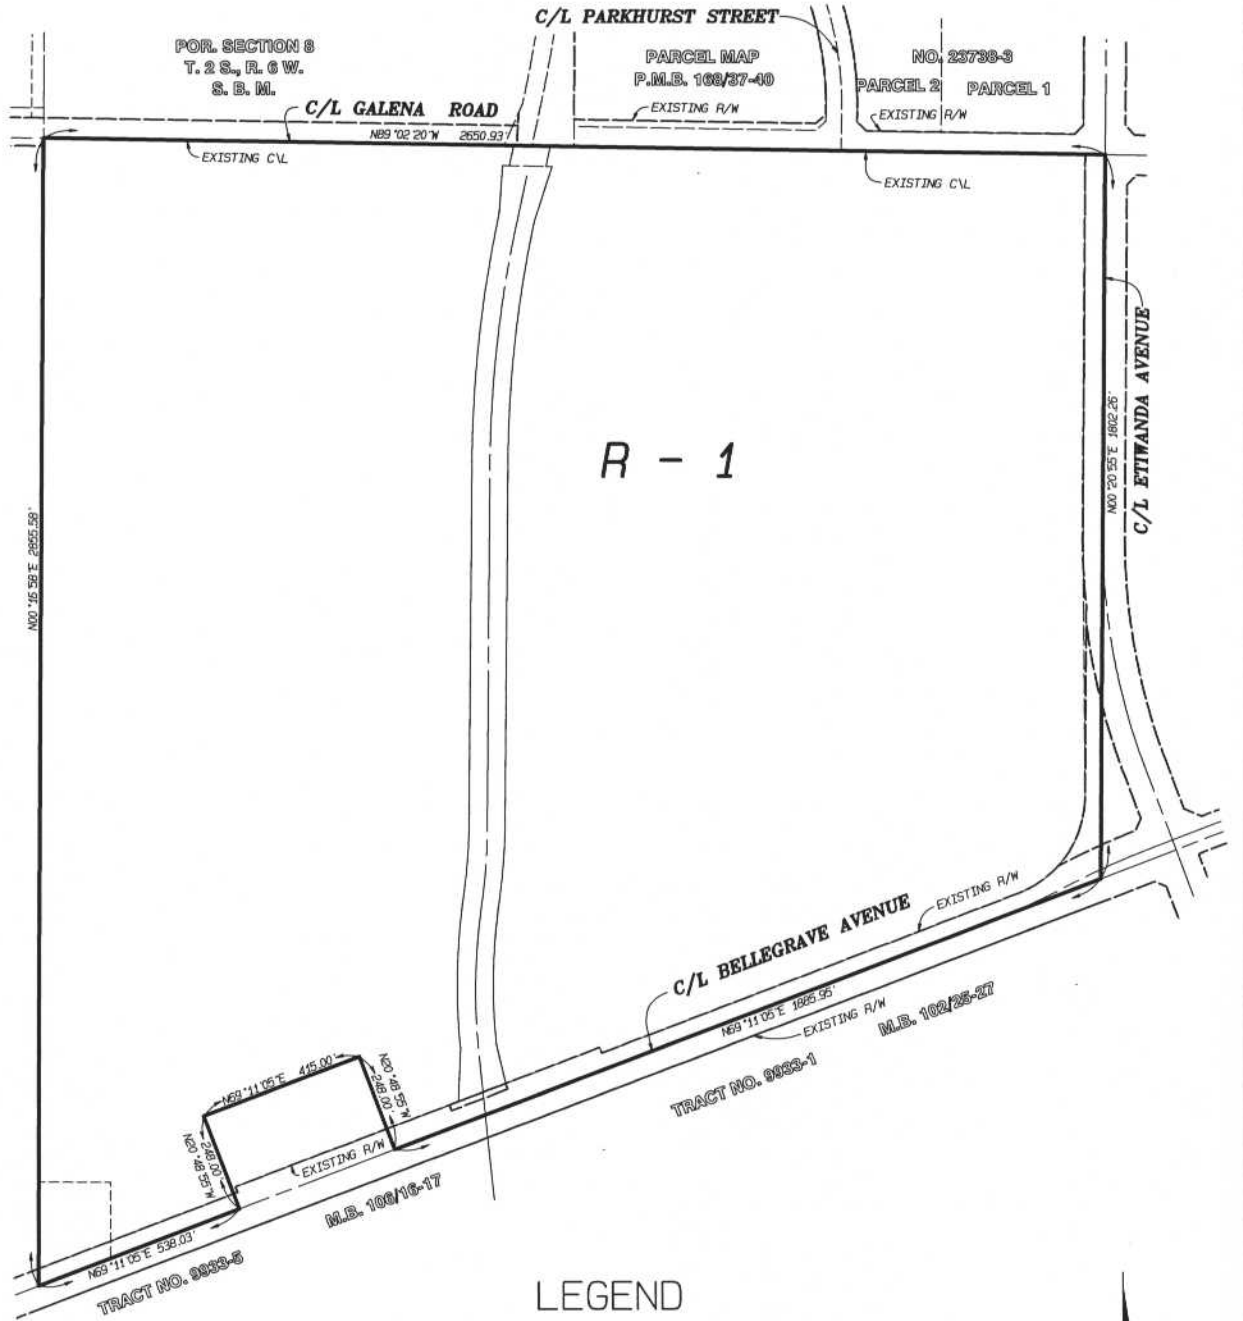 C/L PARKHURST STREET
POR. SECTION 8
T. 2 S., R. 6 W.
S. B. M.
PARCEL MAP
P.M.B. 168/37-40
NO. 23738-3
PARCEL 2
PARCEL 1
C/L GALENA ROAD
EXISTING R/W
EXISTING R/W
N89°02'20"W 2650.93'
EXISTING C\L
EXISTING C\L
R - 1
C/L ETIWANDA AVENUE
N00°20'55"E 1802.26'
N00°16'58"E 2855.58'
EXISTING R/W
C/L BELLEGRAVE AVENUE
N69°11'05"E 1885.95'
EXISTING R/W
M.B. 102/25-27
TRACT NO. 9933-1
N69°11'05"E 415.00'
N20°48'55"W
248.00'
248.00'
N20°48'55"W
EXISTING R/W
M.B. 106/16-17
N69°11'05"E 538.03'
TRACT NO. 9933-5
LEGEND